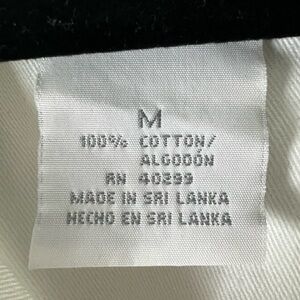 M
100% COTTON/
ALGODÓN
RN 40299
MADE IN SRI LANKA
HECHO EN SRI LANKA